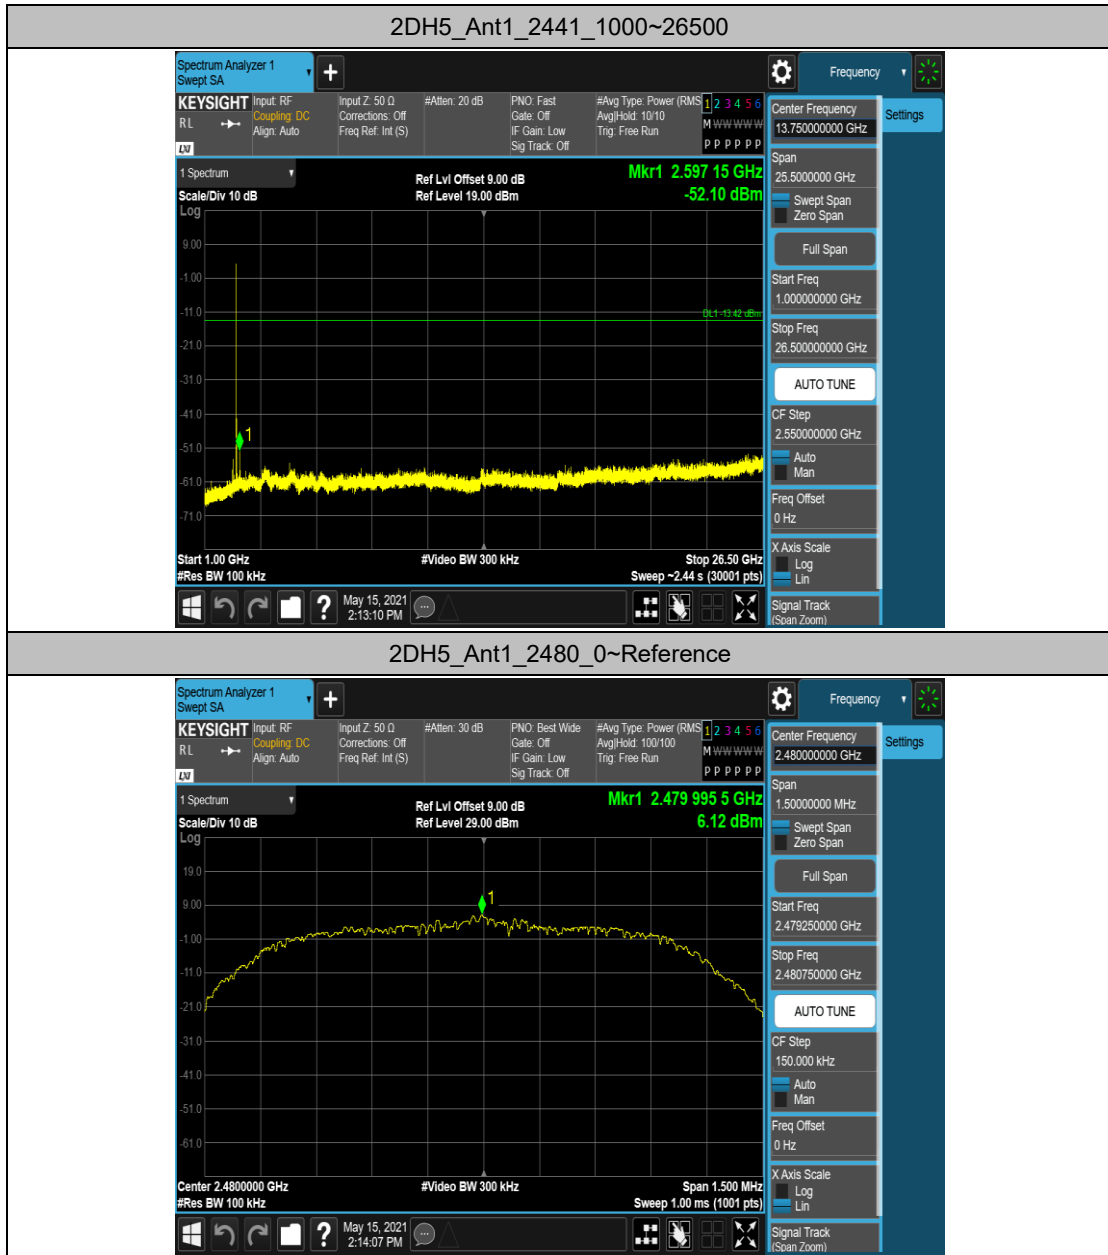 2DH5_Ant1_2441_1000~26500
Spectrum Analyzer 1
Swept SA
Frequency
KEYSIGHT
RL
LXI
Input: RF
Coupling: DC
Align: Auto
Input Z: 50 Ω
Corrections: Off
Freq Ref: Int (S)
#Atten: 20 dB
PNO: Fast
Gate: Off
IF Gain: Low
Sig Track: Off
#Avg Type: Power (RMS
Avg|Hold: 10/10
Trig: Free Run
1 2 3 4 5 6
M W W W W W
P P P P P P
1 Spectrum
Scale/Div 10 dB
Log
Ref Lvl Offset 9.00 dB
Ref Level 19.00 dBm
Mkr1 2.597 15 GHz
-52.10 dBm
9.00
-1.00
-11.0
-21.0
-31.0
-41.0
-51.0
-61.0
-71.0
DL1 -13.42 dBm
1
Start 1.00 GHz
#Res BW 100 kHz
#Video BW 300 kHz
Stop 26.50 GHz
Sweep ~2.44 s (30001 pts)
May 15, 2021
2:13:10 PM
Center Frequency
13.750000000 GHz
Span
25.5000000 GHz
Swept Span
Zero Span
Full Span
Start Freq
1.000000000 GHz
Stop Freq
26.500000000 GHz
AUTO TUNE
CF Step
2.550000000 GHz
Auto
Man
Freq Offset
0 Hz
X Axis Scale
Log
Lin
Signal Track
(Span Zoom)
Settings
2DH5_Ant1_2480_0~Reference
Spectrum Analyzer 1
Swept SA
Frequency
KEYSIGHT
RL
LXI
Input: RF
Coupling: DC
Align: Auto
Input Z: 50 Ω
Corrections: Off
Freq Ref: Int (S)
#Atten: 30 dB
PNO: Best Wide
Gate: Off
IF Gain: Low
Sig Track: Off
#Avg Type: Power (RMS
Avg|Hold: 100/100
Trig: Free Run
1 2 3 4 5 6
M W W W W W
P P P P P P
1 Spectrum
Scale/Div 10 dB
Log
Ref Lvl Offset 9.00 dB
Ref Level 29.00 dBm
Mkr1 2.479 995 5 GHz
6.12 dBm
19.0
9.00
-1.00
-11.0
-21.0
-31.0
-41.0
-51.0
-61.0
1
Center 2.4800000 GHz
#Res BW 100 kHz
#Video BW 300 kHz
Span 1.500 MHz
Sweep 1.00 ms (1001 pts)
May 15, 2021
2:14:07 PM
Center Frequency
2.480000000 GHz
Span
1.50000000 MHz
Swept Span
Zero Span
Full Span
Start Freq
2.479250000 GHz
Stop Freq
2.480750000 GHz
AUTO TUNE
CF Step
150.000 kHz
Auto
Man
Freq Offset
0 Hz
X Axis Scale
Log
Lin
Signal Track
(Span Zoom)
Settings